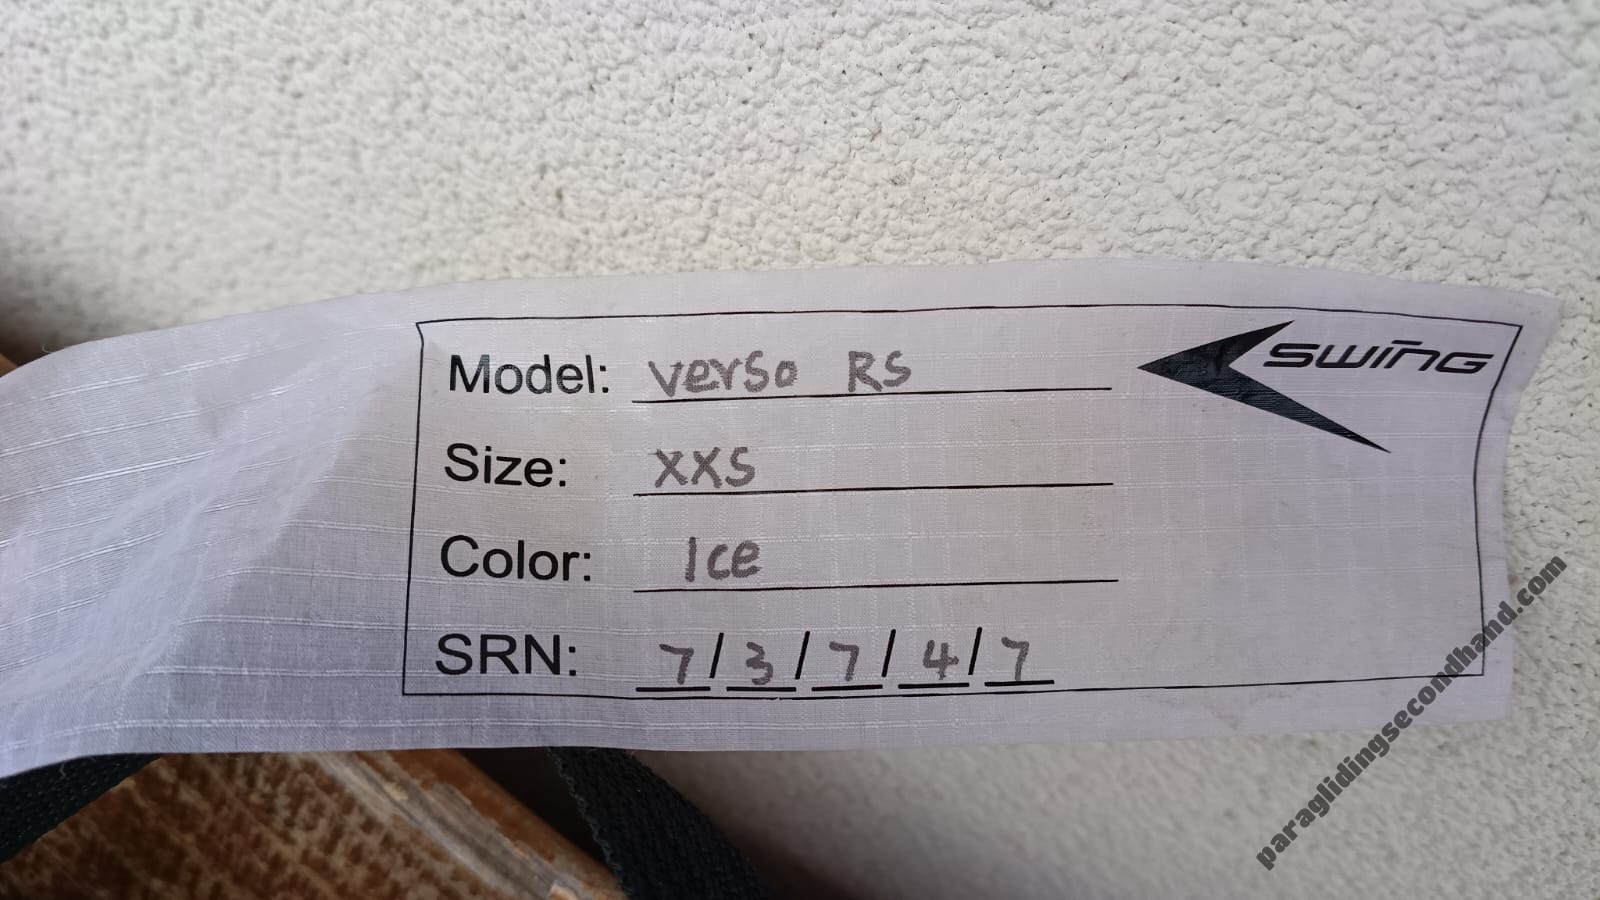 SWING
Model: Verso RS
Size: XXS
Color: Ice
SRN: 7/3/7/4/7
paraglidingsecondhand.com